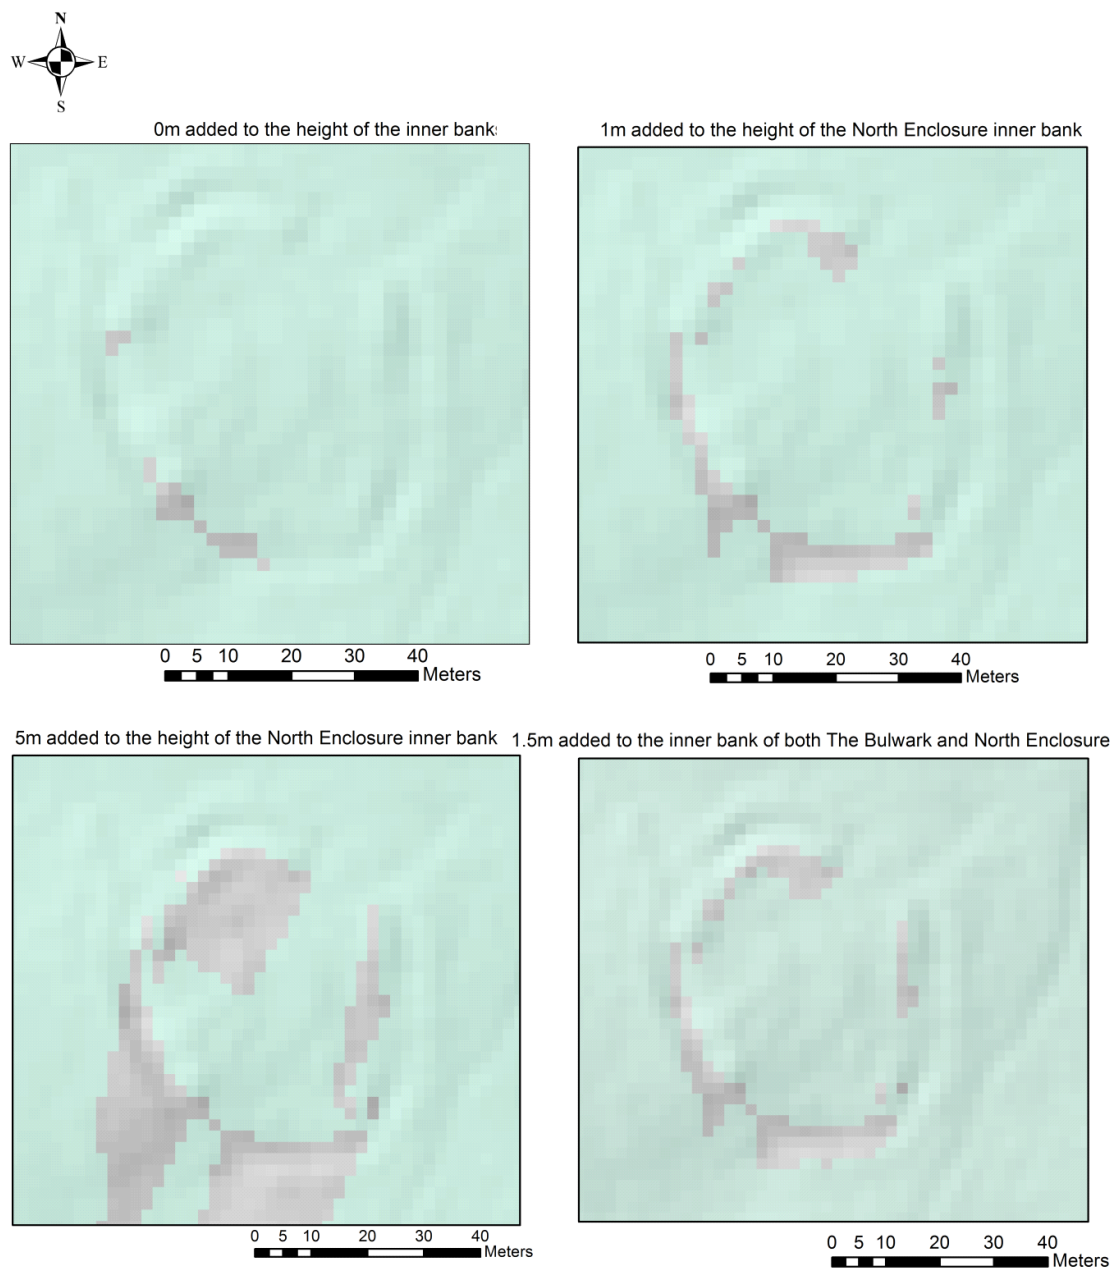 N
W E
S
0m added to the height of the inner banks
1m added to the height of the North Enclosure inner bank
0 5 10 20 30 40 Meters
0 5 10 20 30 40 Meters
5m added to the height of the North Enclosure inner bank
1.5m added to the inner bank of both The Bulwark and North Enclosure
0 5 10 20 30 40 Meters
0 5 10 20 30 40 Meters